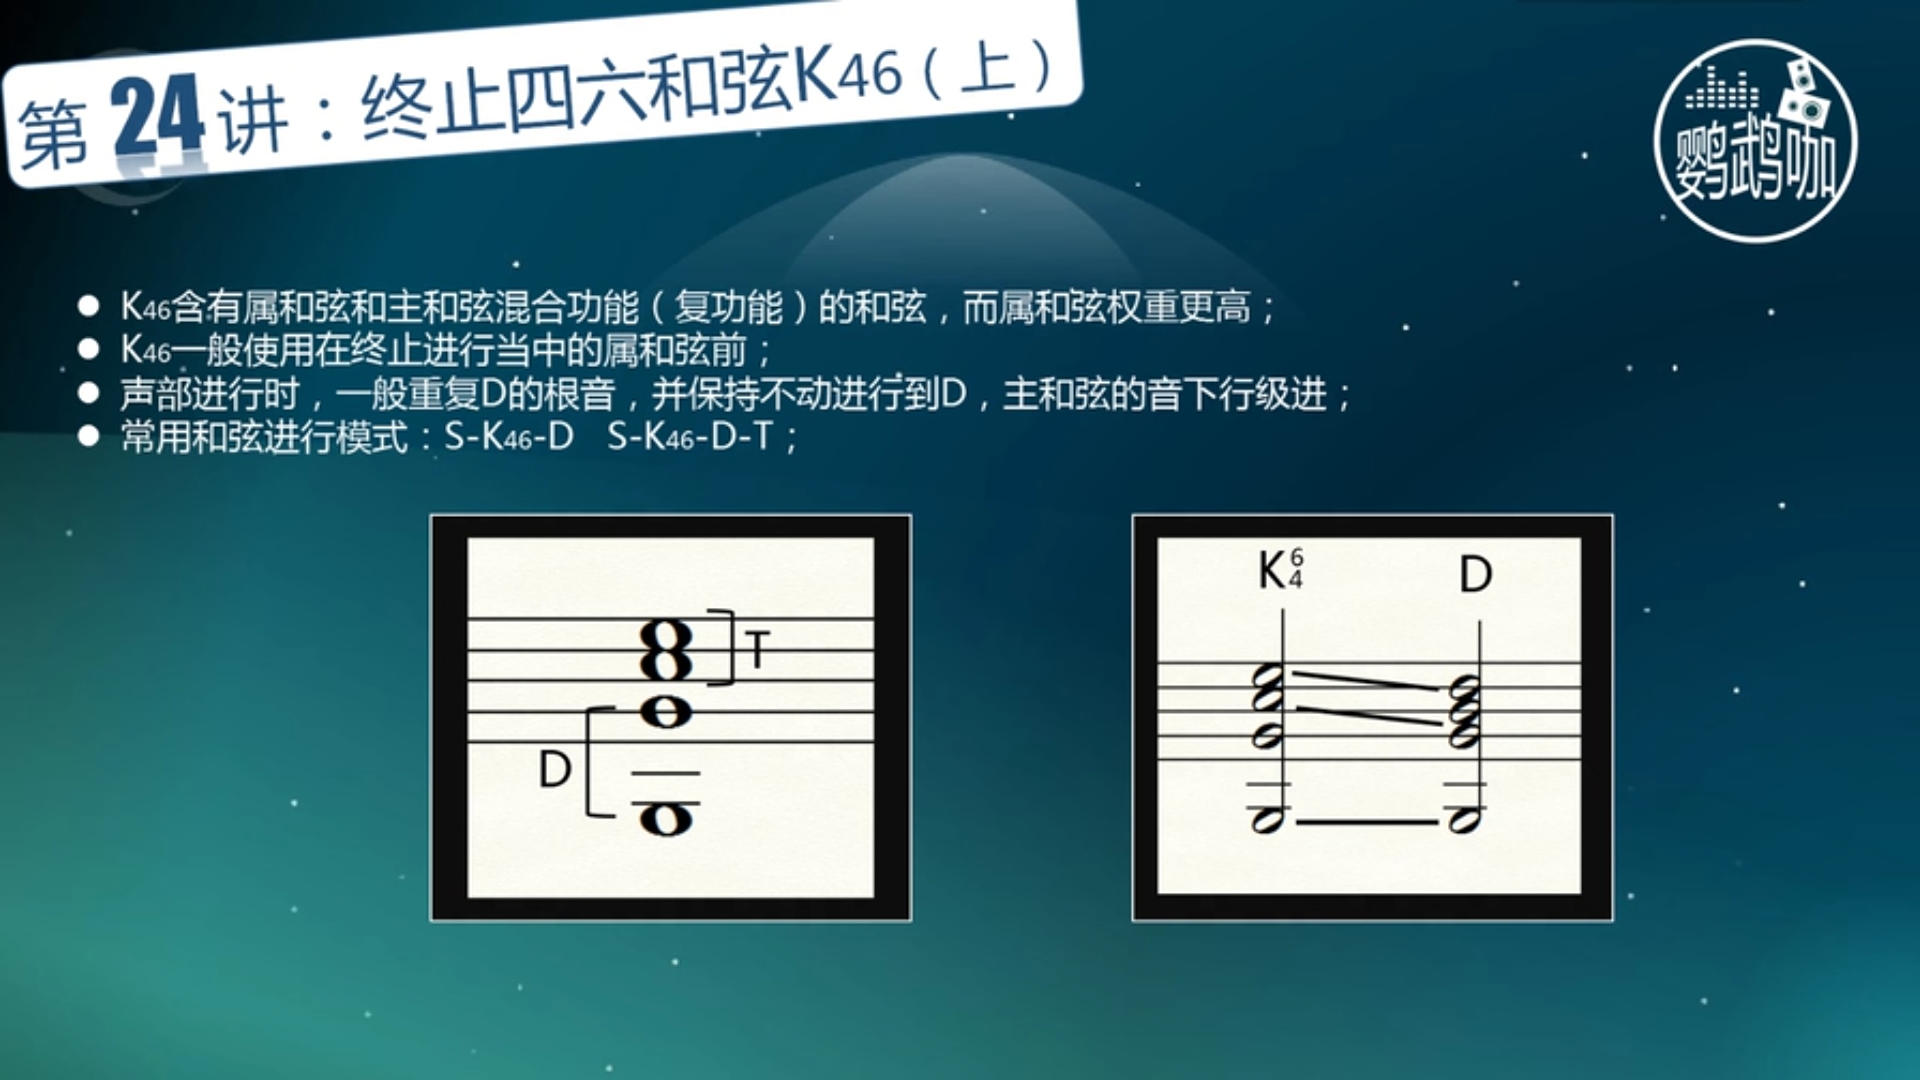 第24讲：终止四六和弦K46（上）
鹦鹉咖
K46含有属和弦和主和弦混合功能（复功能）的和弦，而属和弦权重更高；
K46一般使用在终止进行当中的属和弦前；
声部进行时，一般重复D的根音，并保持不动进行到D，主和弦的音下行级进；
常用和弦进行模式：S-K46-D S-K46-D-T；
T
D
K64 D